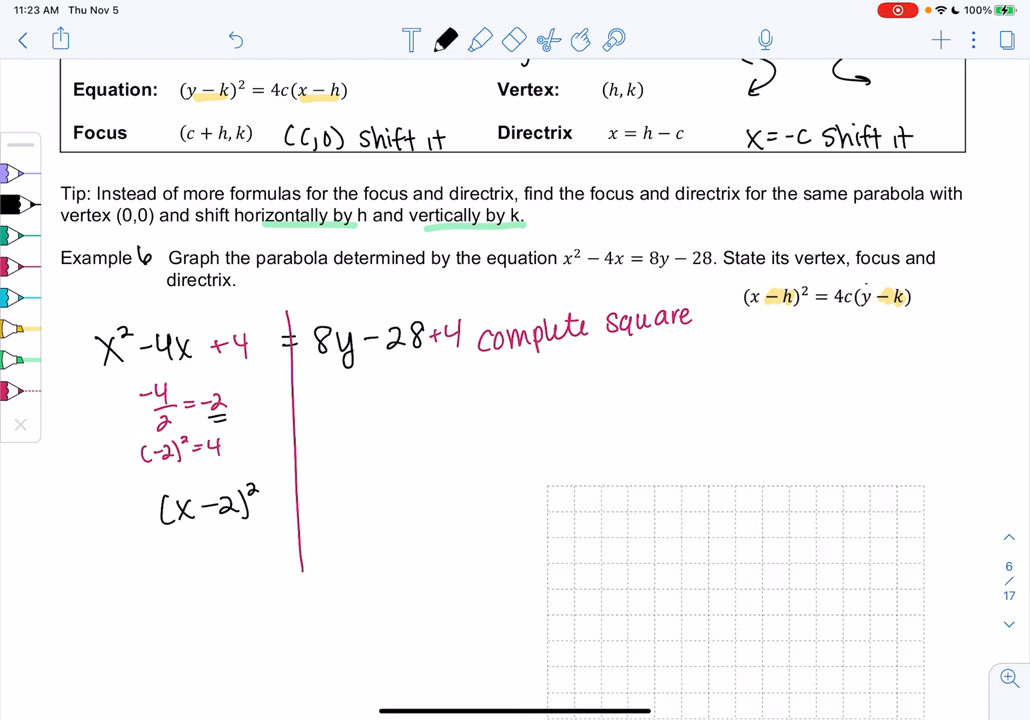 11:23 AM Thu Nov 5
100%
T
Equation: (y − k)² = 4c(x − h) Vertex: (h, k)
Focus (c + h, k) (c,0) shift it Directrix x = h − c x=-c shift it
Tip: Instead of more formulas for the focus and directrix, find the focus and directrix for the same parabola with
vertex (0,0) and shift horizontally by h and vertically by k.
Example 6 Graph the parabola determined by the equation x² − 4x = 8y − 28. State its vertex, focus and
directrix.
(x − h)² = 4c(y − k)
x² -4x +4 = 8y - 28 +4 complete square
-4/2 = -2
(-2)² = 4
(x -2)²
6
/
17